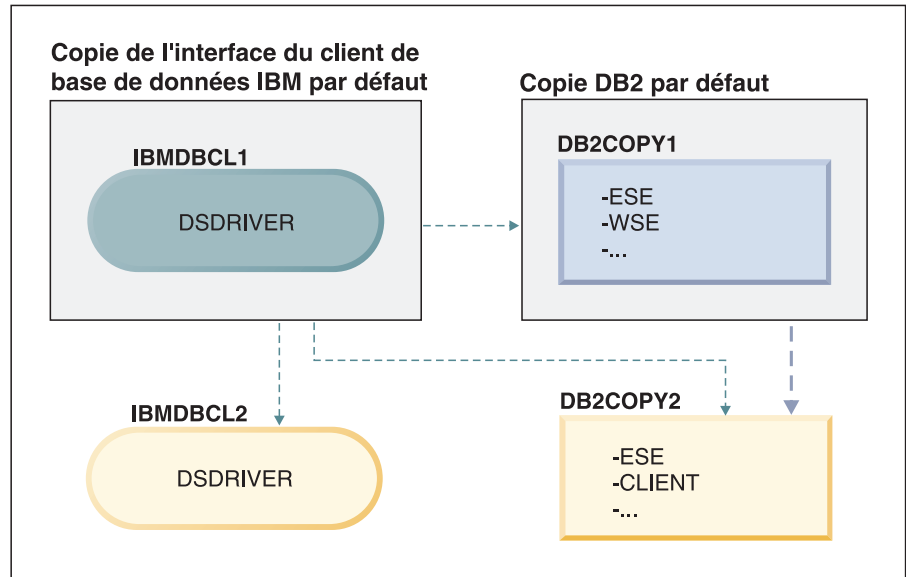 Copie de l'interface du client de
base de données IBM par défaut
IBMDBCL1
DSDRIVER
Copie DB2 par défaut
DB2COPY1
-ESE
-WSE
-...
IBMDBCL2
DSDRIVER
DB2COPY2
-ESE
-CLIENT
-...